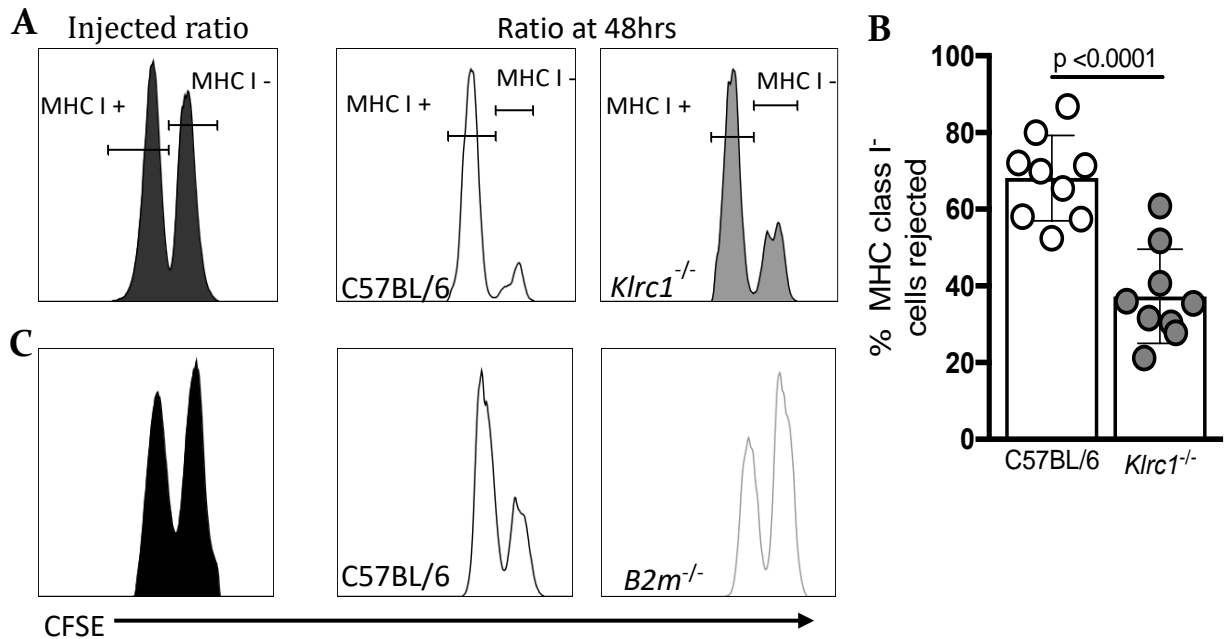 A
Injected ratio
Ratio at 48hrs
MHC I +
MHC I -
MHC I +
MHC I -
C57BL/6
MHC I +
MHC I -
Klrc1-/-
B
p <0.0001
% MHC class I-
cells rejected
100
80
60
40
20
0
C57BL/6
Klrc1-/-
C
C57BL/6
B2m-/-
CFSE